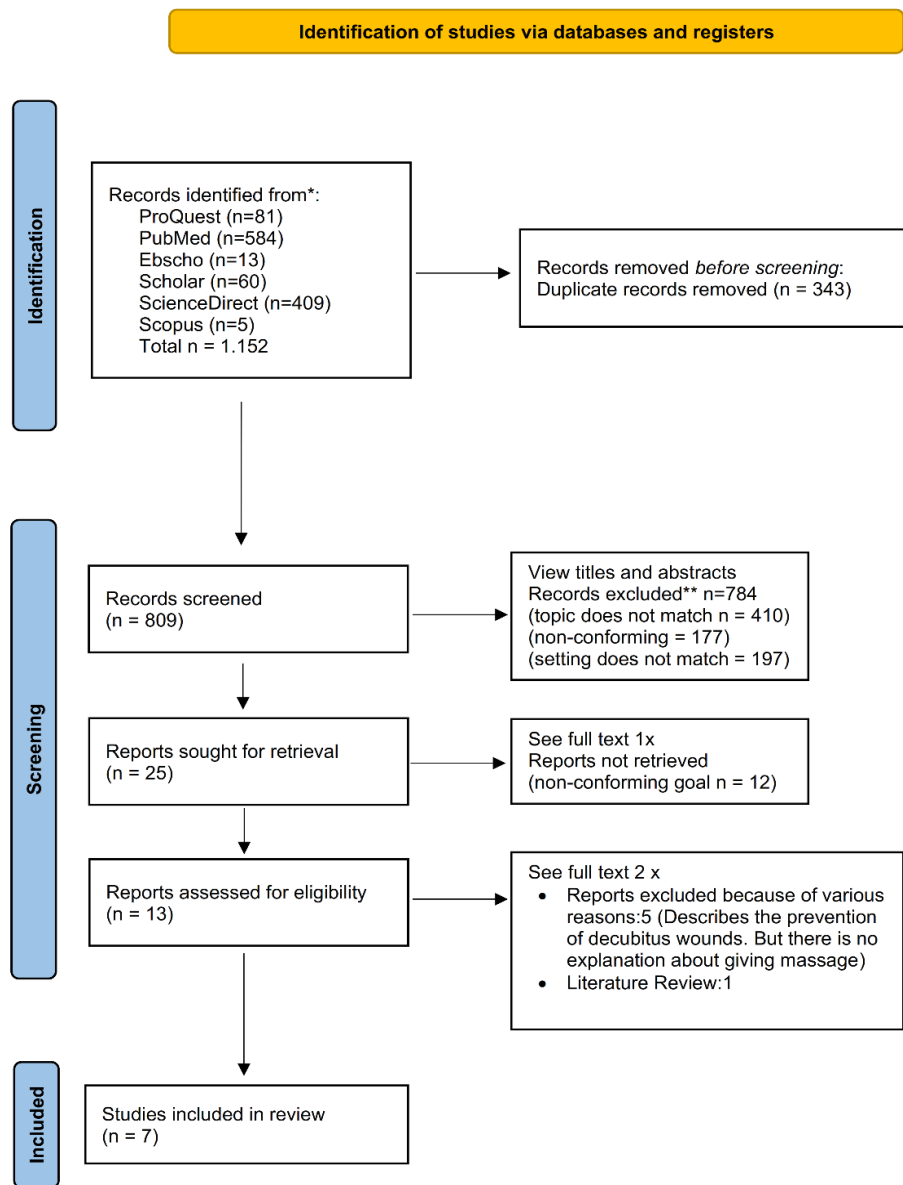 Identification of studies via databases and registers
Identification
Records identified from*:
ProQuest (n=81)
PubMed (n=584)
Ebscho (n=13)
Scholar (n=60)
ScienceDirect (n=409)
Scopus (n=5)
Total n = 1.152
Records removed before screening:
Duplicate records removed (n = 343)
Screening
Records screened
(n = 809)
View titles and abstracts
Records excluded** n=784
(topic does not match n = 410)
(non-conforming = 177)
(setting does not match = 197)
Reports sought for retrieval
(n = 25)
See full text 1x
Reports not retrieved
(non-conforming goal n = 12)
Reports assessed for eligibility
(n = 13)
See full text 2 x
• Reports excluded because of various
reasons:5 (Describes the prevention
of decubitus wounds. But there is no
explanation about giving massage)
• Literature Review:1
Included
Studies included in review
(n = 7)